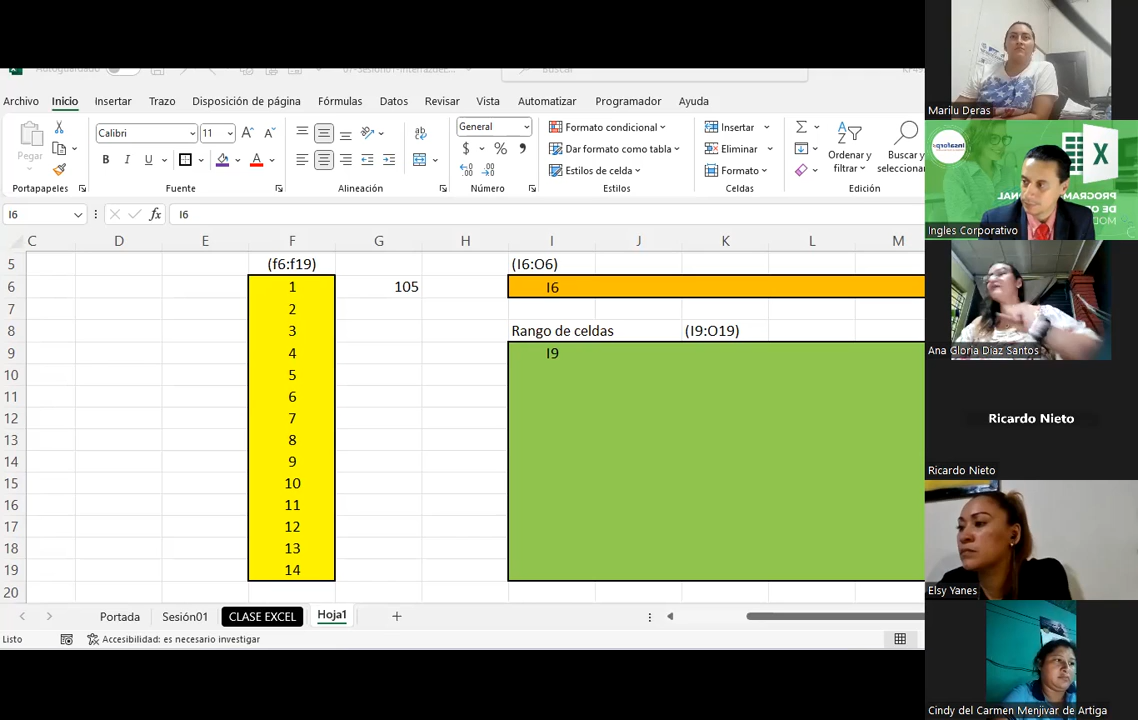 Autoguardado
07-Sesión01-InterfazdeE...
Buscar
Archivo Inicio Insertar Trazo Disposición de página Fórmulas Datos Revisar Vista Automatizar Programador Ayuda
Pegar
Portapapeles
Calibri 11
N K S
Fuente
Alineación
General
$ % ,
Número
Formato condicional
Dar formato como tabla
Estilos de celda
Estilos
Insertar
Eliminar
Formato
Celdas
Ordenar y
filtrar
Buscar y
seleccionar
Edición
I6 fx I6
C D E F G H I J K L M
5 (f6:f19) (I6:O6)
6 1 105 I6
7 2
8 3 Rango de celdas (I9:O19)
9 4 I9
10 5
11 6
12 7
13 8
14 9
15 10
16 11
17 12
18 13
19 14
20
Portada Sesión01 CLASE EXCEL Hoja1
Listo Accesibilidad: es necesario investigar
Marilu Deras
Ingles Corporativo
Ana Gloria Diaz Santos
Ricardo Nieto
Ricardo Nieto
Elsy Yanes
Cindy del Carmen Menjivar de Artiga